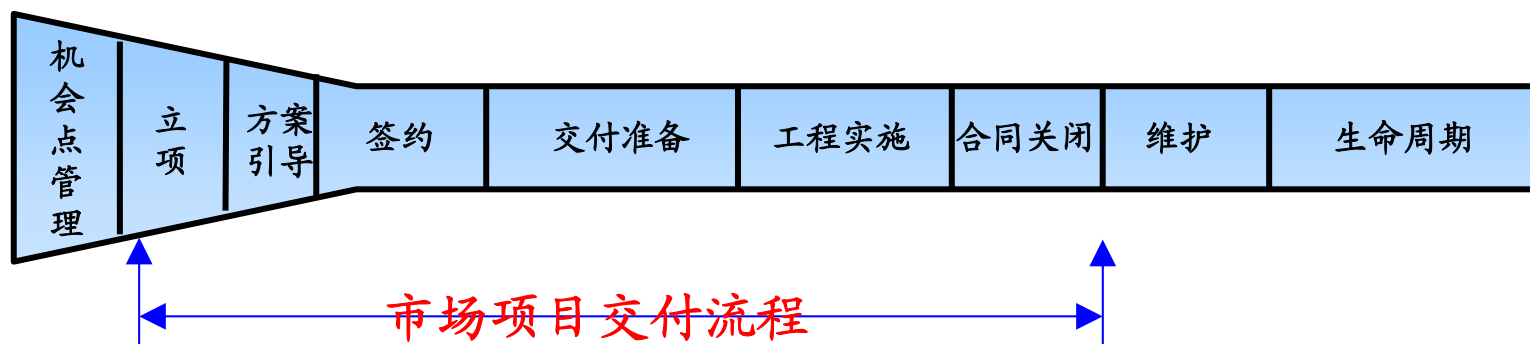 机会点管理
立项
方案
引导
签约
交付准备
工程实施
合同关闭
维护
生命周期
市场项目交付流程